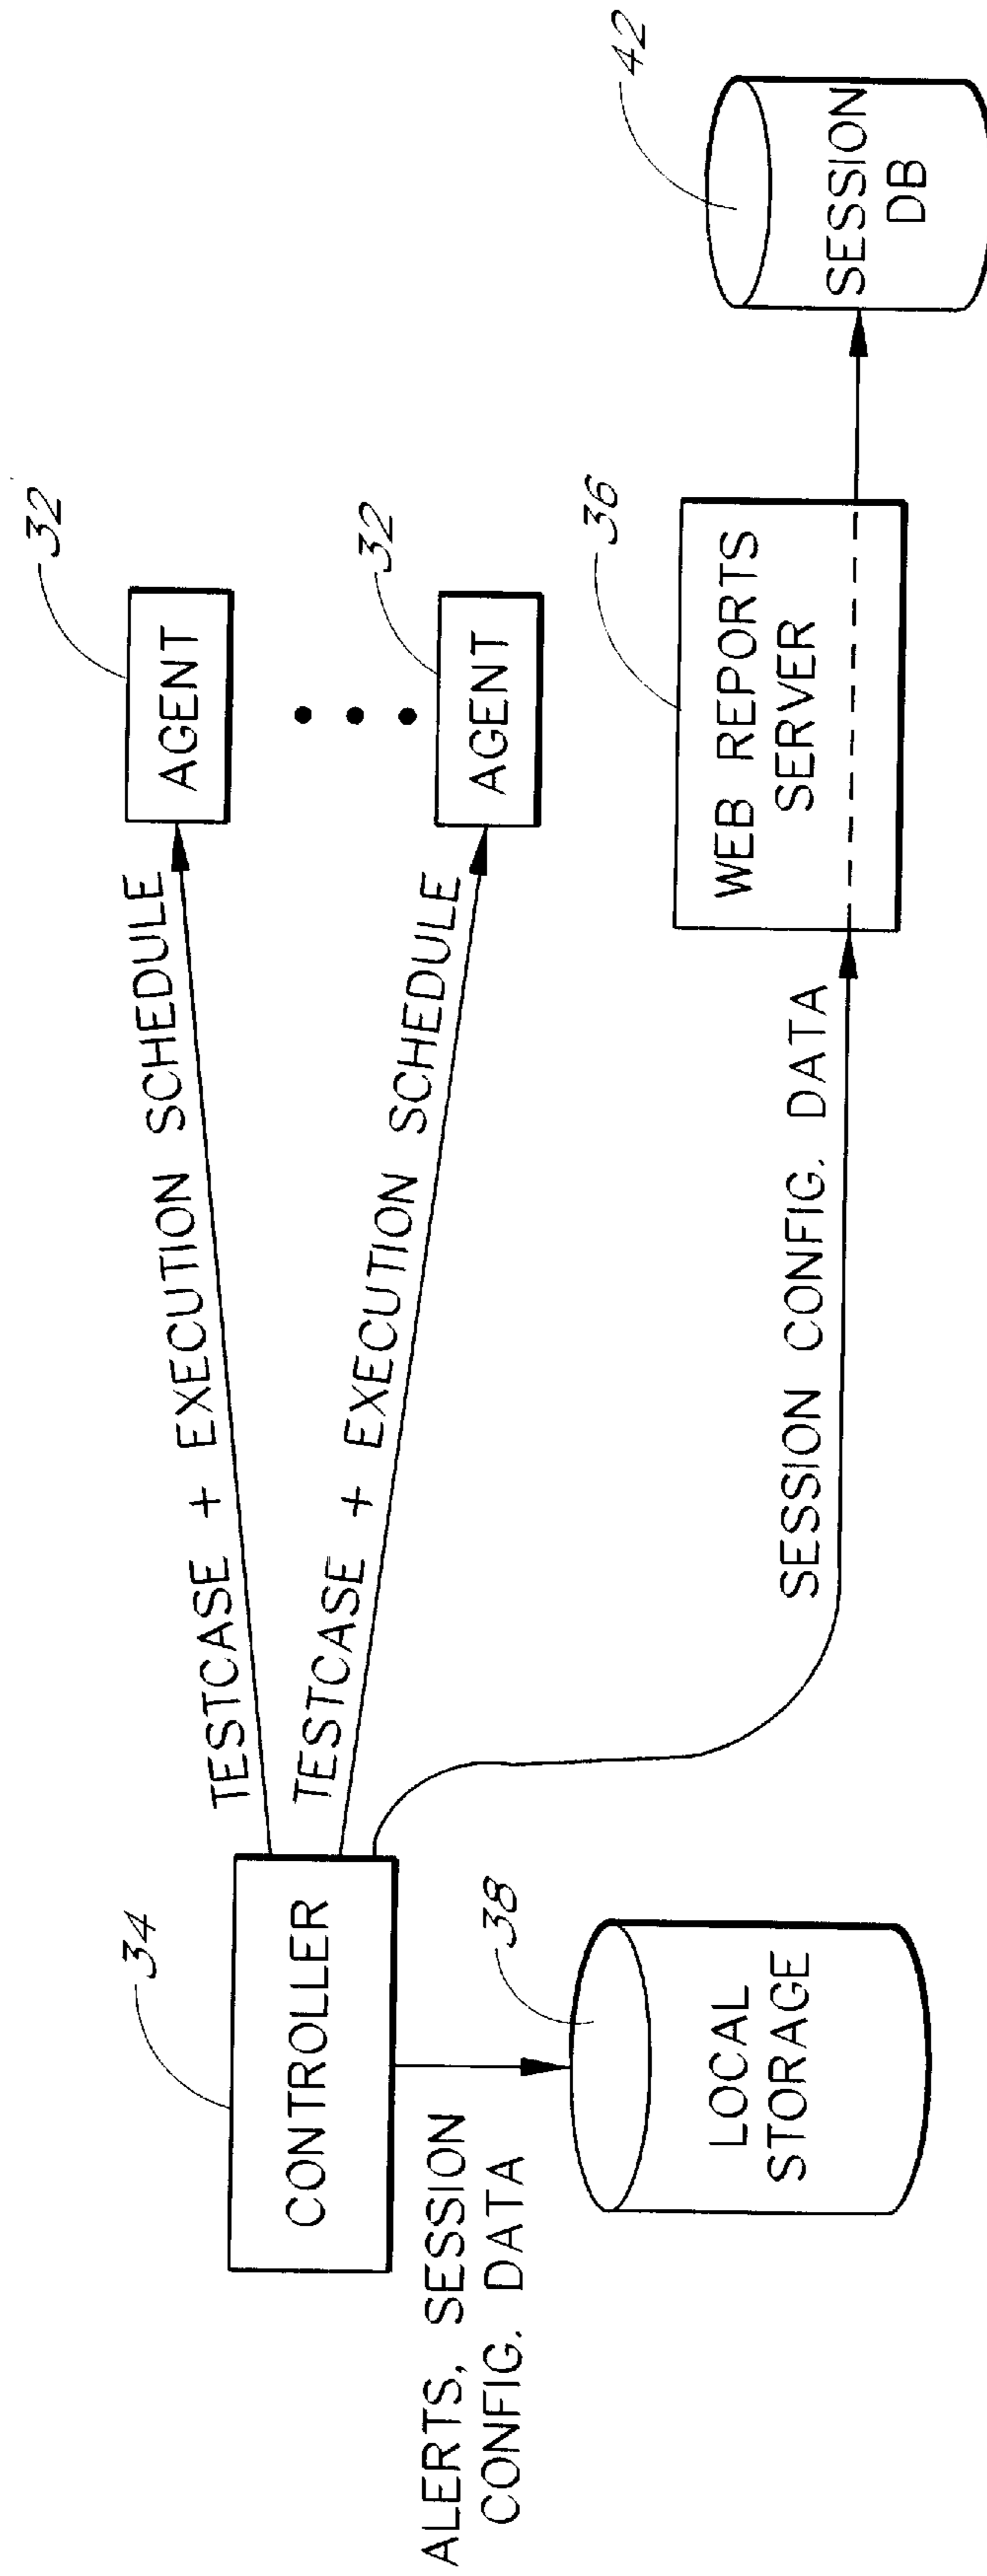 34
CONTROLLER
ALERTS, SESSION
CONFIG. DATA
38
LOCAL
STORAGE
TESTCASE + EXECUTION SCHEDULE
TESTCASE + EXECUTION SCHEDULE
SESSION CONFIG. DATA
32
AGENT
32
AGENT
36
WEB REPORTS
SERVER
42
SESSION
DB